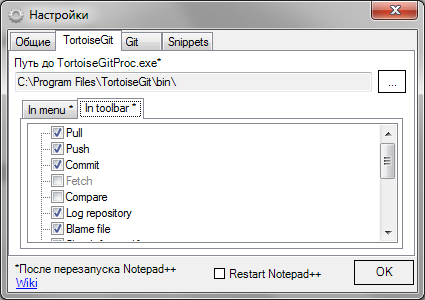 Настройки
Общие TortoiseGit Git Snippets
Путь до TortoiseGitProc.exe*
C:\Program Files\TortoiseGit\bin\ ...
In menu * In toolbar *
Pull
Push
Commit
Fetch
Compare
Log repository
Blame file
*После перезапуска Notepad++ Restart Notepad++ OK
Wiki